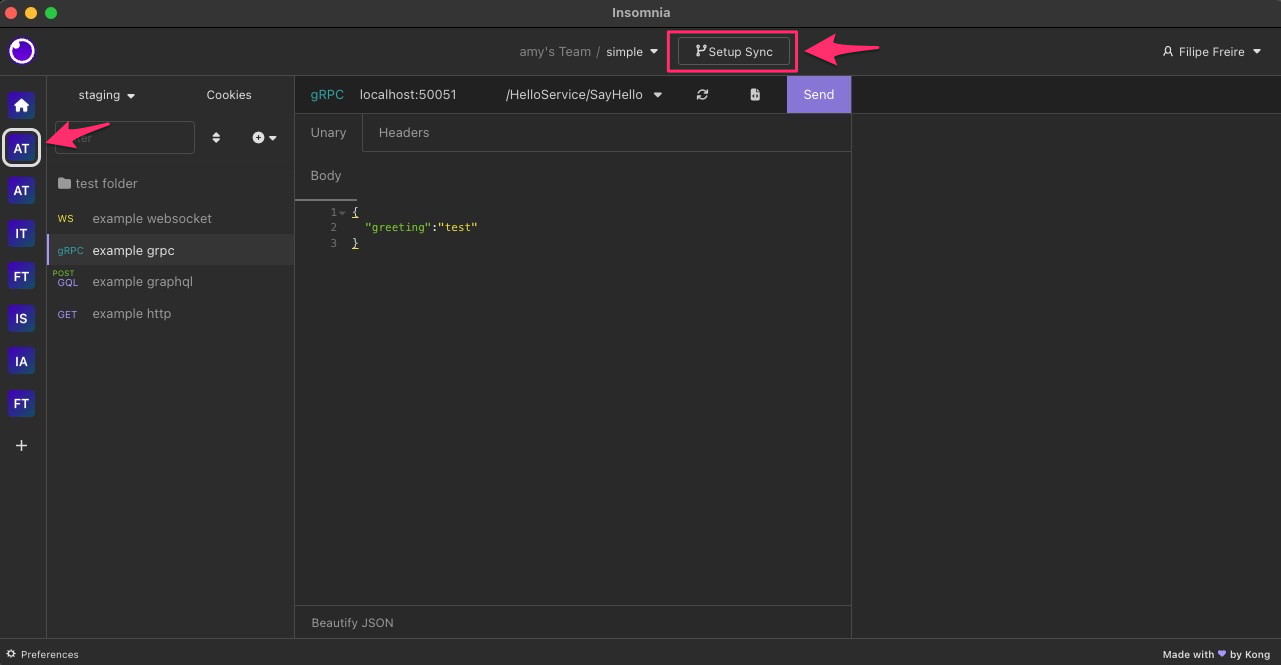 Insomnia
amy's Team / simple
Setup Sync
Filipe Freire
AT
AT
IT
FT
IS
IA
FT
+
staging
Cookies
test folder
WS example websocket
gRPC example grpc
POST
GQL example graphql
GET example http
gRPC localhost:50051 /HelloService/SayHello
Send
Unary
Headers
Body
1 {
2 "greeting":"test"
3 }
Beautify JSON
Preferences
Made with 💜 by Kong